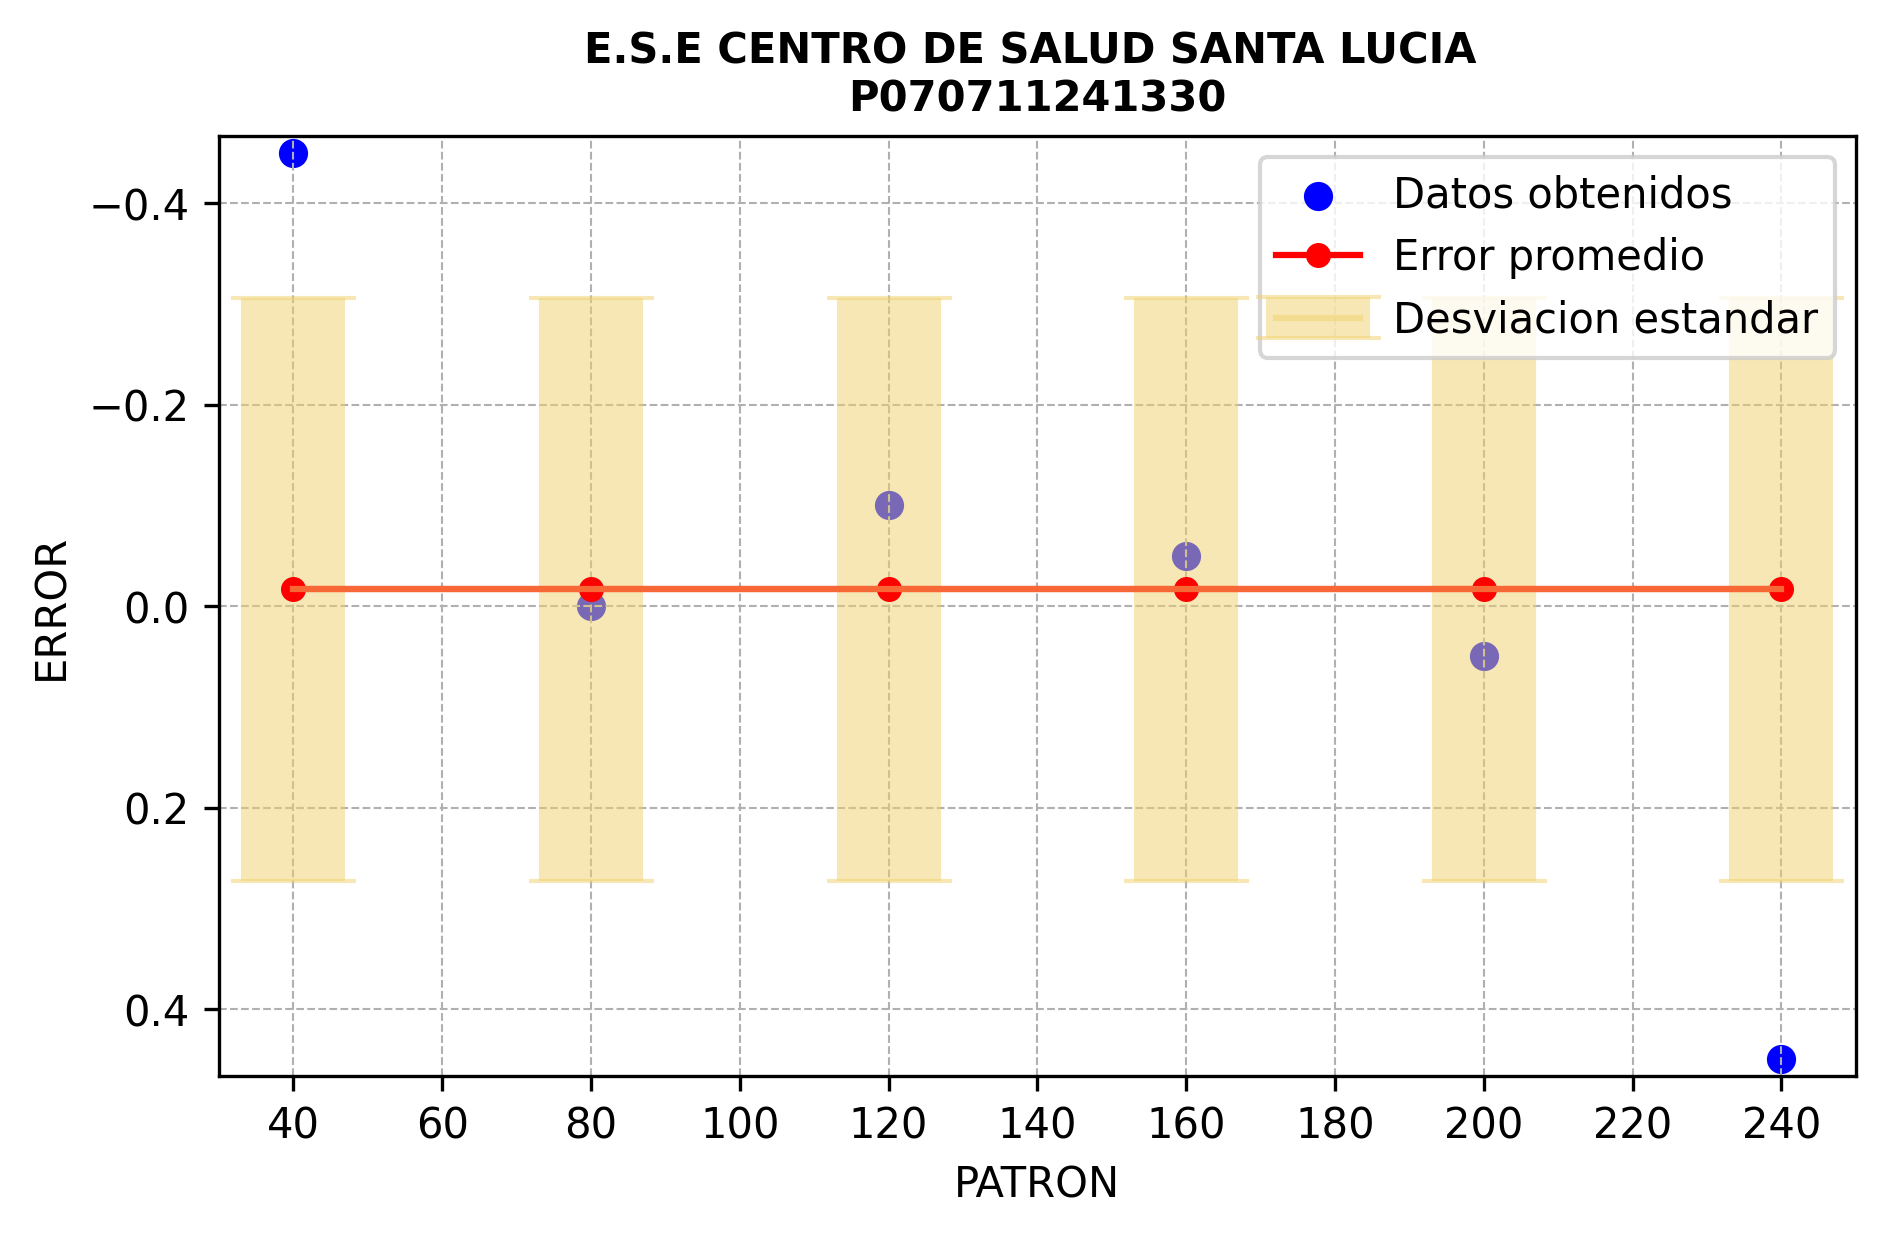 E.S.E CENTRO DE SALUD SANTA LUCIA
P070711241330
Datos obtenidos
Error promedio
Desviacion estandar
ERROR
−0.4
−0.2
0.0
0.2
0.4
40 60 80 100 120 140 160 180 200 220 240
PATRON